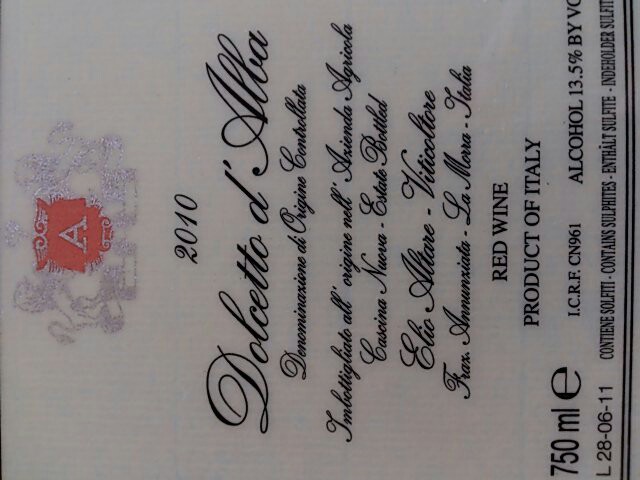 A
2010
Dolcetto d'Alba
Denominazione di Origine Controllata
Imbottigliato all' origine nell' Azienda Agricola
Cascina Nuova - Estate Bottled
Elio Altare - Viticoltore
Fraz. Annunziata - La Morra - Italia
RED WINE
PRODUCT OF ITALY
750 ml e I.C.R.F. CN961 ALCOHOL 13.5% BY
L 28-06-11 CONTIENE SOLFITI - CONTAINS SULPHITES - ENTHÄLT SULFITE - INDEHOLDER